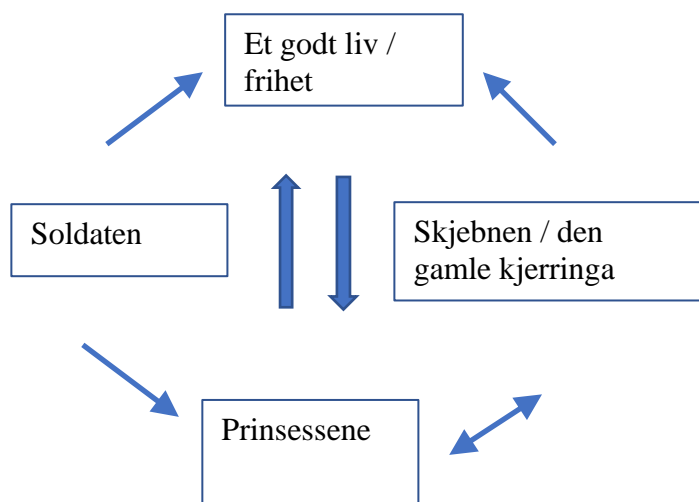 Et godt liv /
frihet
Soldaten
Skjebnen / den
gamle kjerringa
Prinsessene